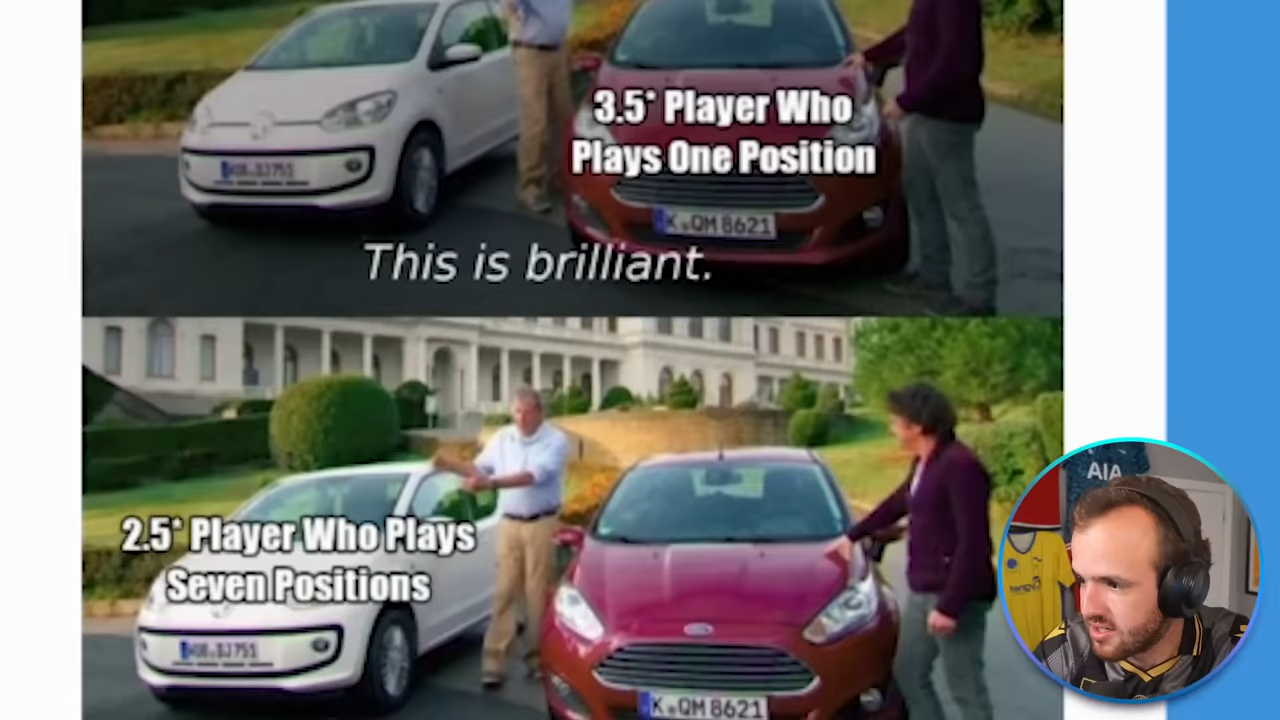 3.5* Player Who
Plays One Position
K QM 8621
This is brilliant.
AIA
2.5* Player Who Plays
Seven Positions
K QM 8621